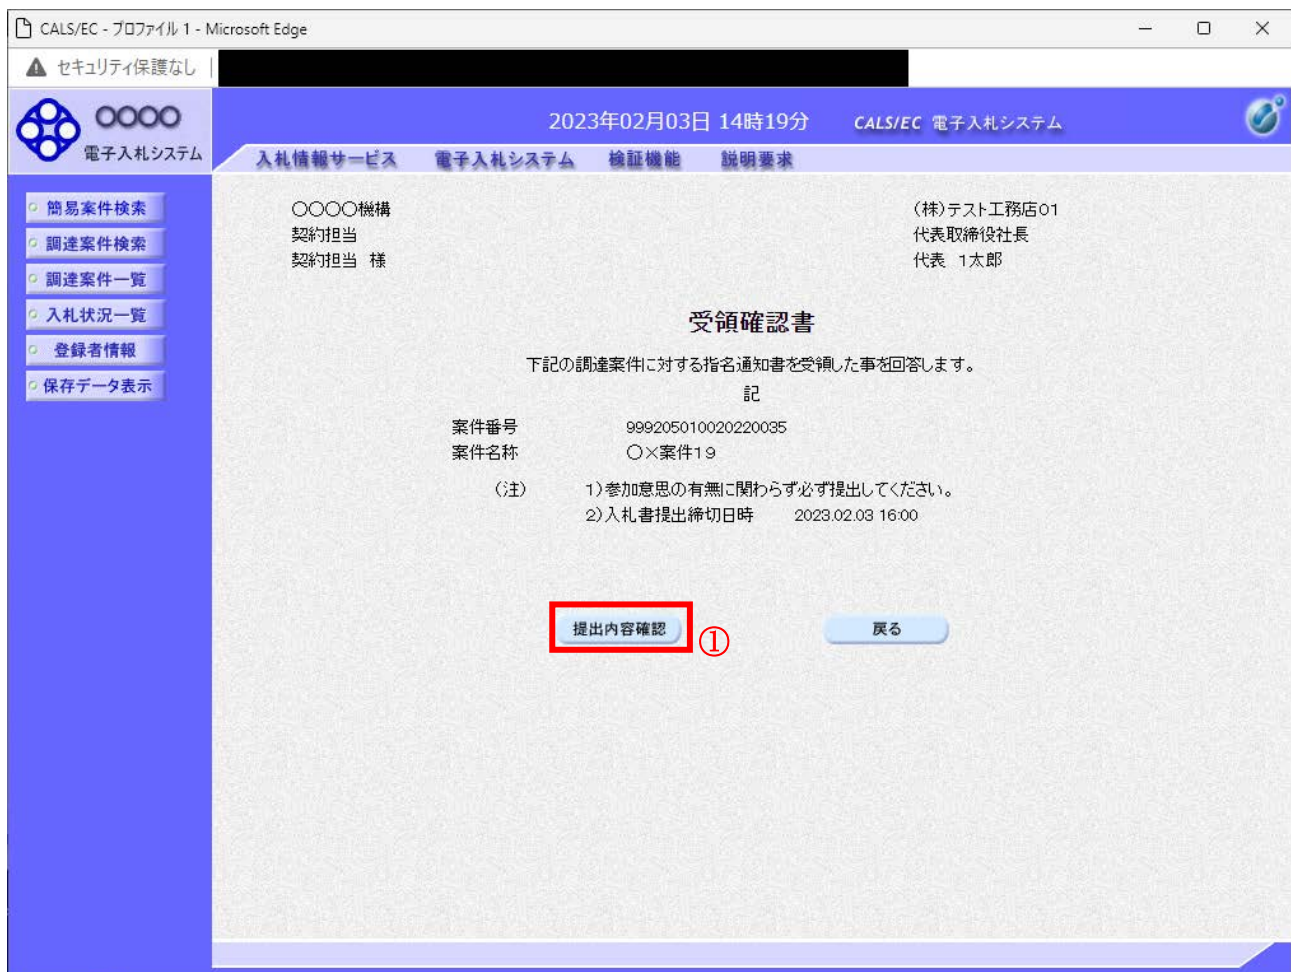 CALS/EC - プロファイル 1 - Microsoft Edge
セキュリティ保護なし
〇〇〇〇
電子入札システム
2023年02月03日 14時19分 CALS/EC 電子入札システム
入札情報サービス 電子入札システム 検証機能 説明要求
簡易案件検索
調達案件検索
調達案件一覧
入札状況一覧
登録者情報
保存データ表示
〇〇〇〇機構
契約担当
契約担当 様
(株)テスト工務店01
代表取締役社長
代表 1太郎
受領確認書
下記の調達案件に対する指名通知書を受領した事を回答します。
記
案件番号 999205010020220035
案件名称 〇×案件19
(注) 1)参加意思の有無に関わらず必ず提出してください。
2)入札書提出締切日時 2023.02.03 16:00
提出内容確認 ① 戻る